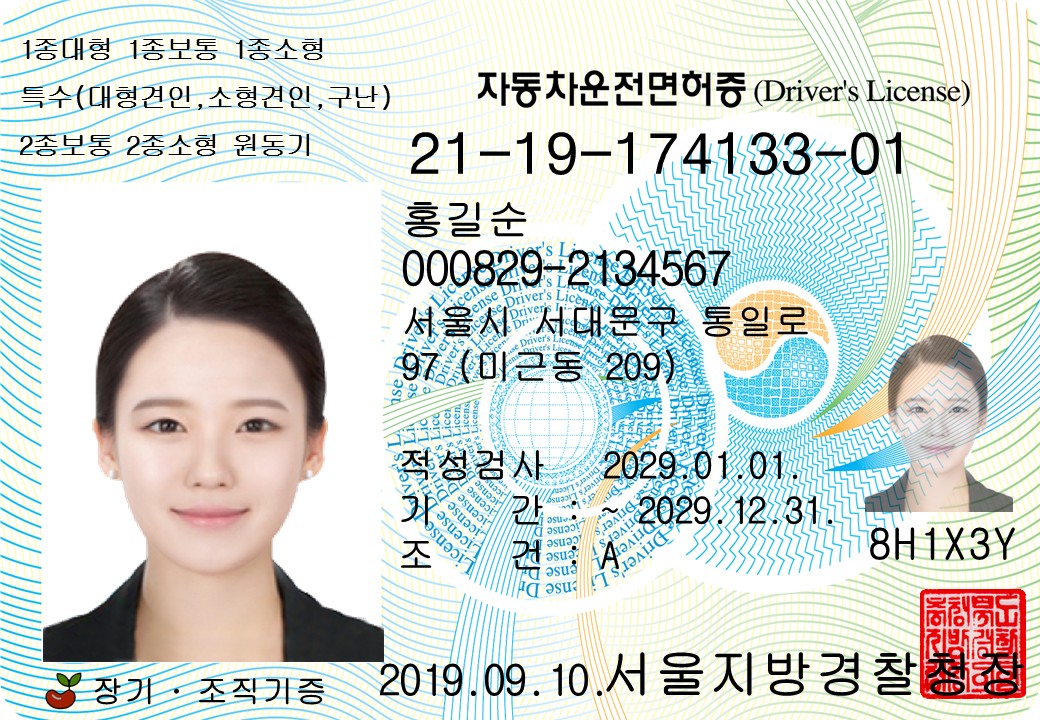 1종대형 1종보통 1종소형
특수(대형견인,소형견인,구난)
2종보통 2종소형 원동기
자동차운전면허증 (Driver's License)
21-19-174133-01
홍길순
000829-2134567
서울시 서대문구 통일로
97 (미근동 209)
적성검사 2029.01.01.
기 간 : ~ 2029.12.31.
조 건 : A
8H1X3Y
2019.09.10.서울지방경찰청장
장기 · 조직기증